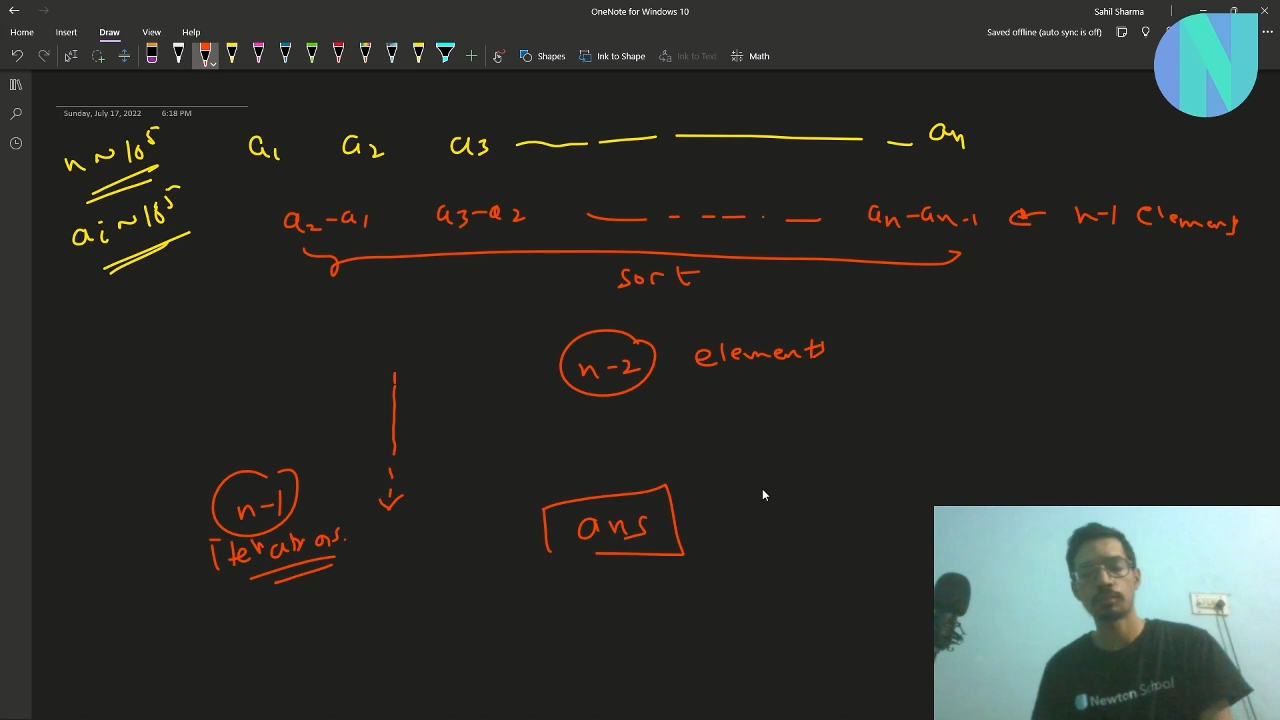 OneNote for Windows 10
Sahil Sharma
Home Insert Draw View Help
Saved offline (auto sync is off)
Shapes Ink to Shape Ink to Text Math
Sunday, July 17, 2022 6:18 PM
n ~ 10⁵
a₁ a₂ a₃ aₙ
aᵢ ~ 10⁵
a₂-a₁ a₃-a₂ aₙ-aₙ₋₁ ← n-1 elements
sort
n-2 elements
n-1
iterations.
ans
Newton School